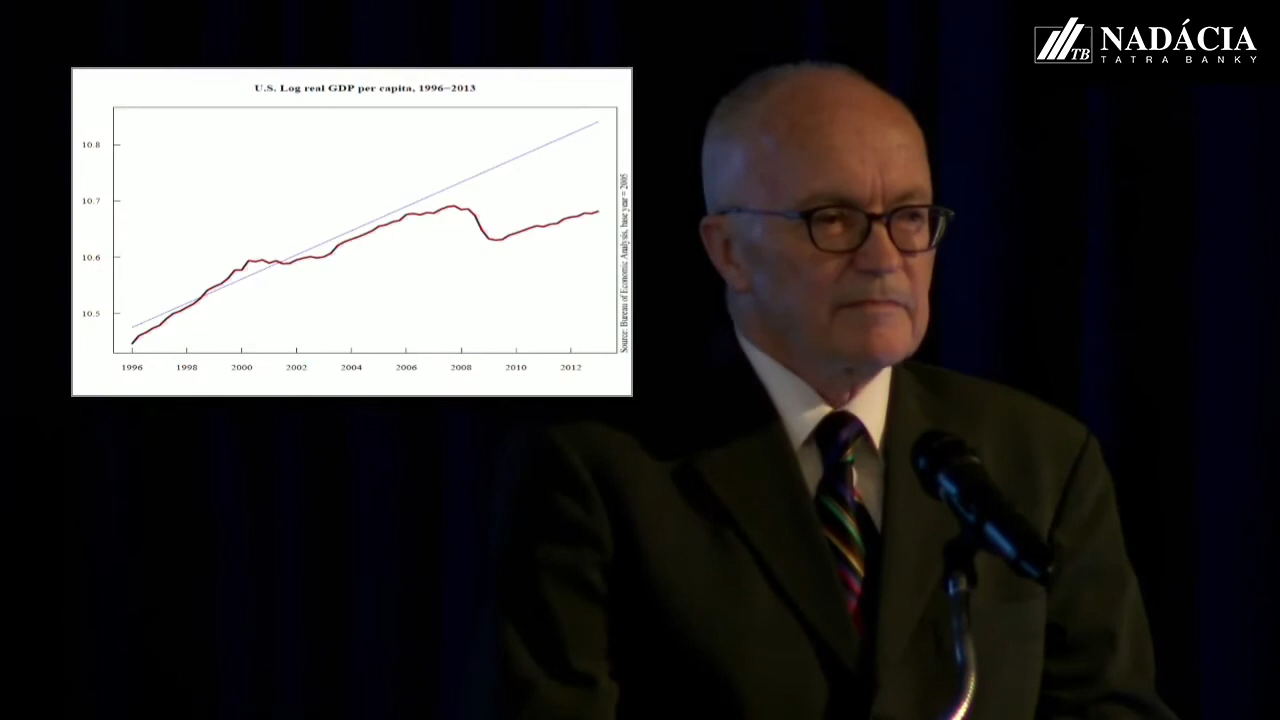 NADÁCIA
TB TATRA BANKY
U.S. Log real GDP per capita, 1996–2013
10.8
10.7
10.6
10.5
1996 1998 2000 2002 2004 2006 2008 2010 2012
Source: Bureau of Economic Analysis, base year = 2005